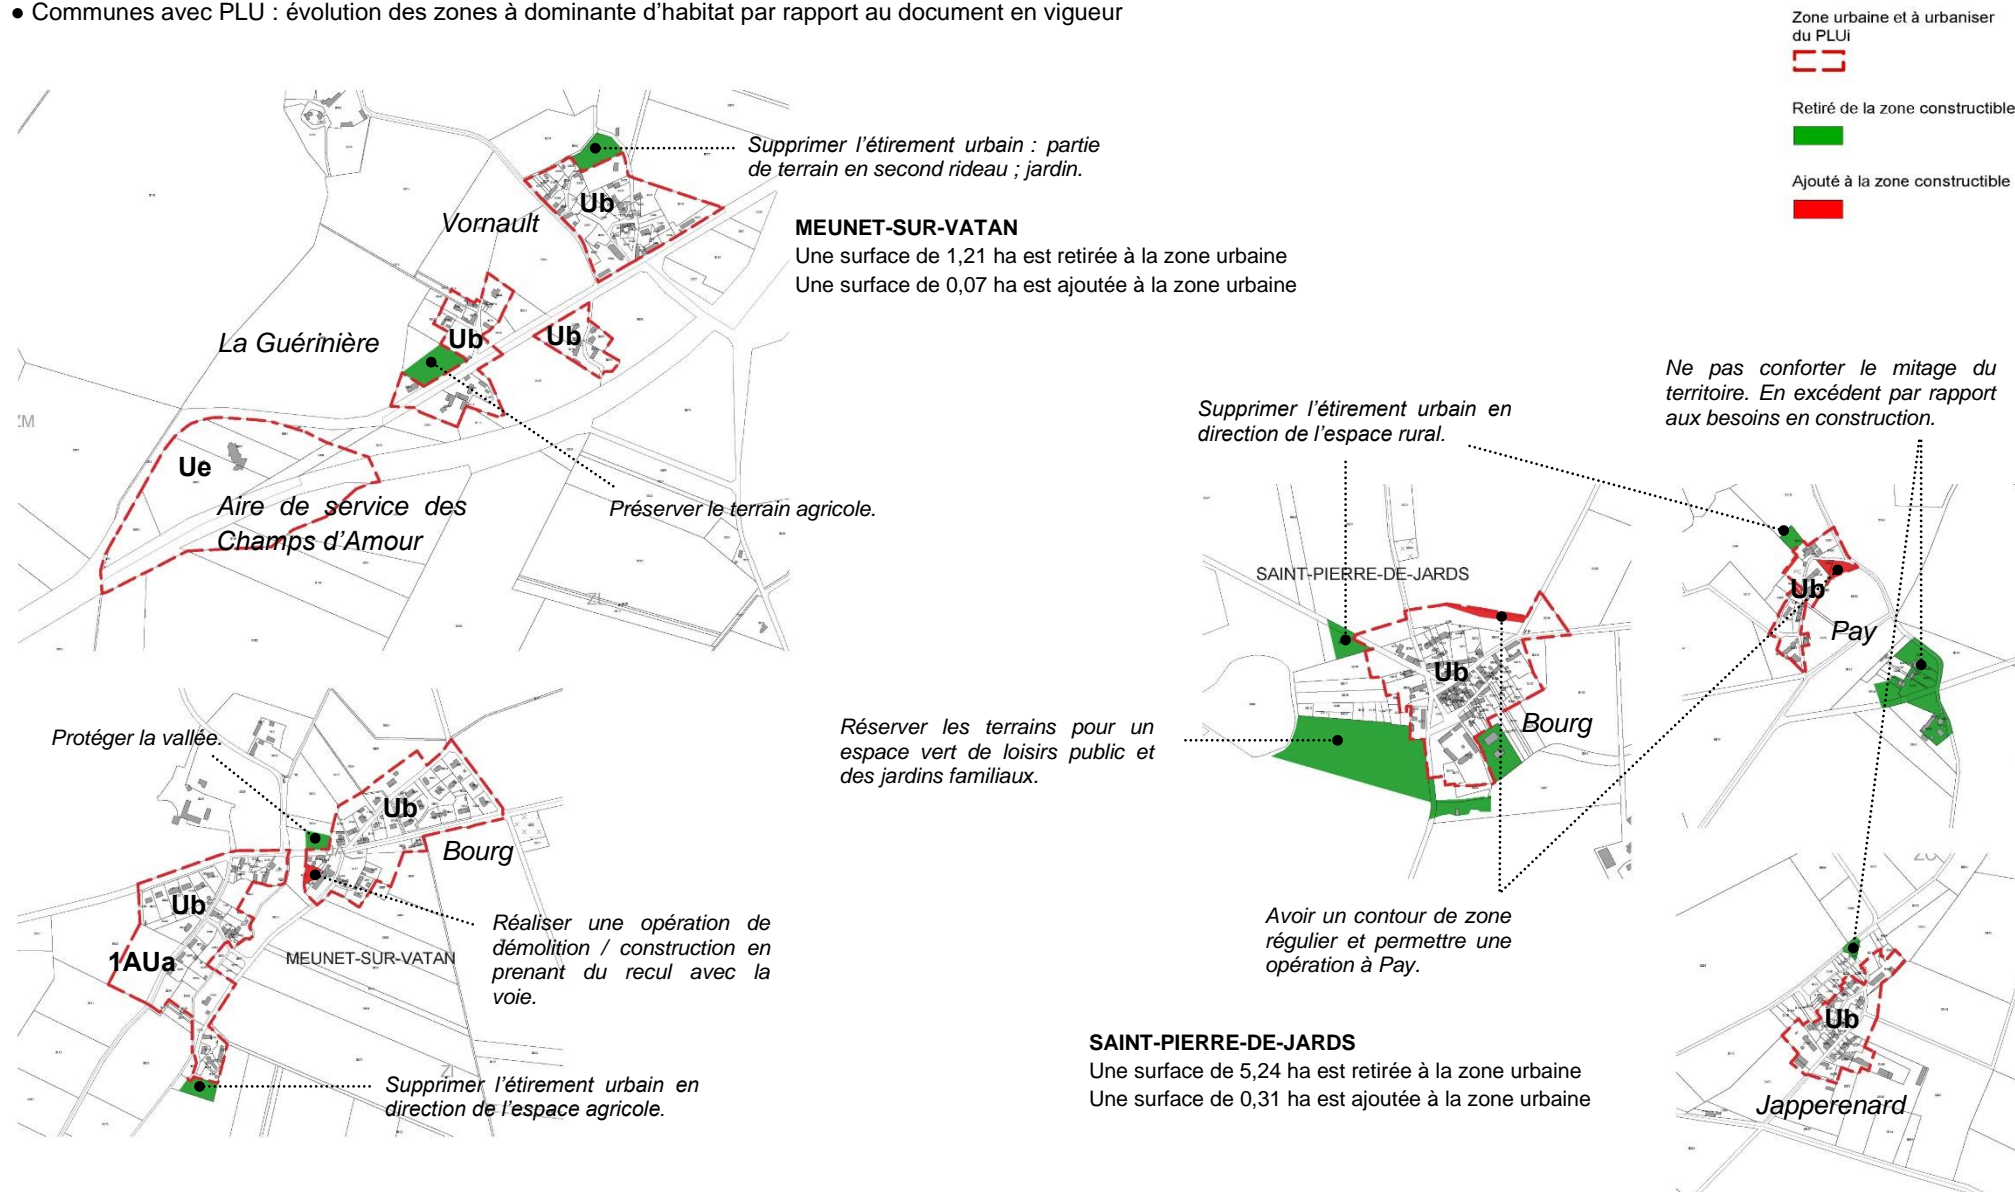 ● Communes avec PLU : évolution des zones à dominante d'habitat par rapport au document en vigueur
Zone urbaine et à urbaniser
du PLUi
Retiré de la zone constructible
Ajouté à la zone constructible
Supprimer l'étirement urbain : partie
de terrain en second rideau ; jardin.
Ub
Vornault
MEUNET-SUR-VATAN
Une surface de 1,21 ha est retirée à la zone urbaine
Une surface de 0,07 ha est ajoutée à la zone urbaine
La Guérinière
Ub
Ub
ZM
Ue
Aire de service des
Champs d'Amour
Préserver le terrain agricole.
ZL
Protéger la vallée.
Ub
Bourg
Ub
1AUa
MEUNET-SUR-VATAN
Réaliser une opération de
démolition / construction en
prenant du recul avec la
voie.
ZI
Supprimer l'étirement urbain en
direction de l'espace agricole.
Supprimer l'étirement urbain en
direction de l'espace rural.
Ne pas conforter le mitage du
territoire. En excédent par rapport
aux besoins en construction.
SAINT-PIERRE-DE-JARDS
Ub
Bourg
Ub
Pay
Réserver les terrains pour un
espace vert de loisirs public et
des jardins familiaux.
Avoir un contour de zone
régulier et permettre une
opération à Pay.
SAINT-PIERRE-DE-JARDS
Une surface de 5,24 ha est retirée à la zone urbaine
Une surface de 0,31 ha est ajoutée à la zone urbaine
Ub
Japperenard